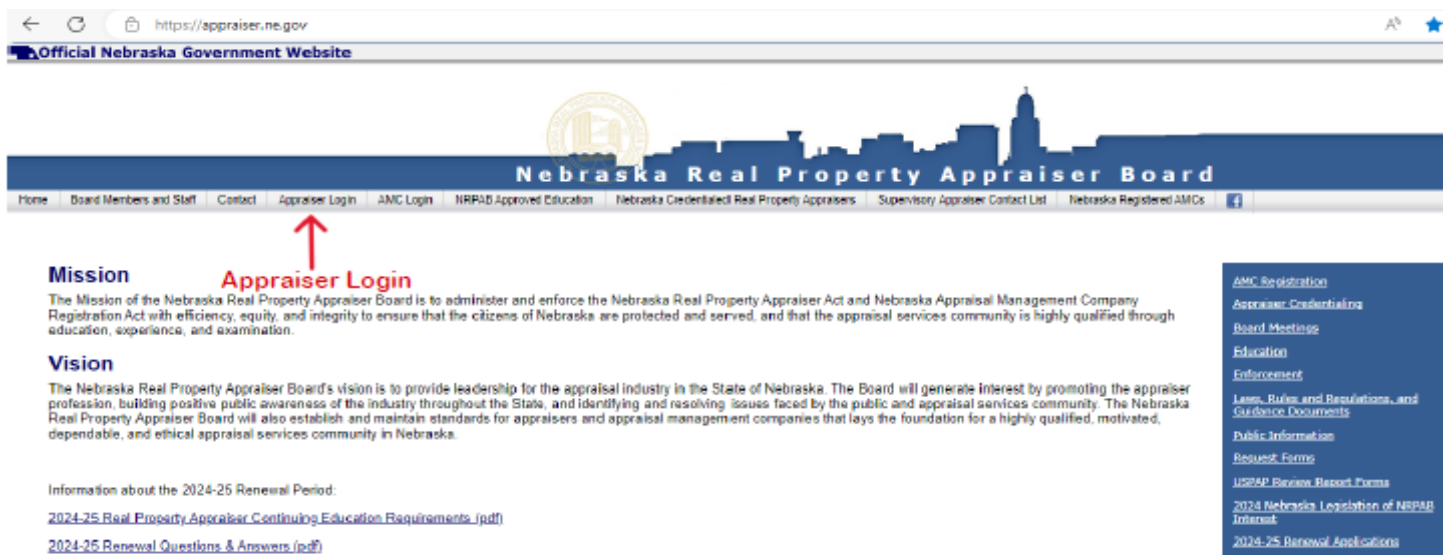 https://appraiser.ne.gov
Official Nebraska Government Website
Nebraska Real Property Appraiser Board
Home Board Members and Staff Contact Appraiser Login AMC Login NRPAB Approved Education Nebraska Credentialed Real Property Appraisers Supervisory Appraiser Contact List Nebraska Registered AMCs
Appraiser Login
Mission
The Mission of the Nebraska Real Property Appraiser Board is to administer and enforce the Nebraska Real Property Appraiser Act and Nebraska Appraisal Management Company
Registration Act with efficiency, equity, and integrity to ensure that the citizens of Nebraska are protected and served, and that the appraisal services community is highly qualified through
education, experience, and examination.
Vision
The Nebraska Real Property Appraiser Board's vision is to provide leadership for the appraisal industry in the State of Nebraska. The Board will generate interest by promoting the appraiser
profession, building positive public awareness of the industry throughout the State, and identifying and resolving issues faced by the public and appraisal services community. The Nebraska
Real Property Appraiser Board will also establish and maintain standards for appraisers and appraisal management companies that lays the foundation for a highly qualified, motivated,
dependable, and ethical appraisal services community in Nebraska.
Information about the 2024-25 Renewal Period:
2024-25 Real Property Appraiser Continuing Education Requirements (pdf)
2024-25 Renewal Questions & Answers (pdf)
AMC Registration
Appraiser Credentialing
Board Meetings
Education
Enforcement
Laws, Rules and Regulations, and
Guidance Documents
Public Information
Request Forms
USPAP Review Report Forms
2024 Nebraska Legislation of NRPAB
Interest
2024-25 Renewal Applications